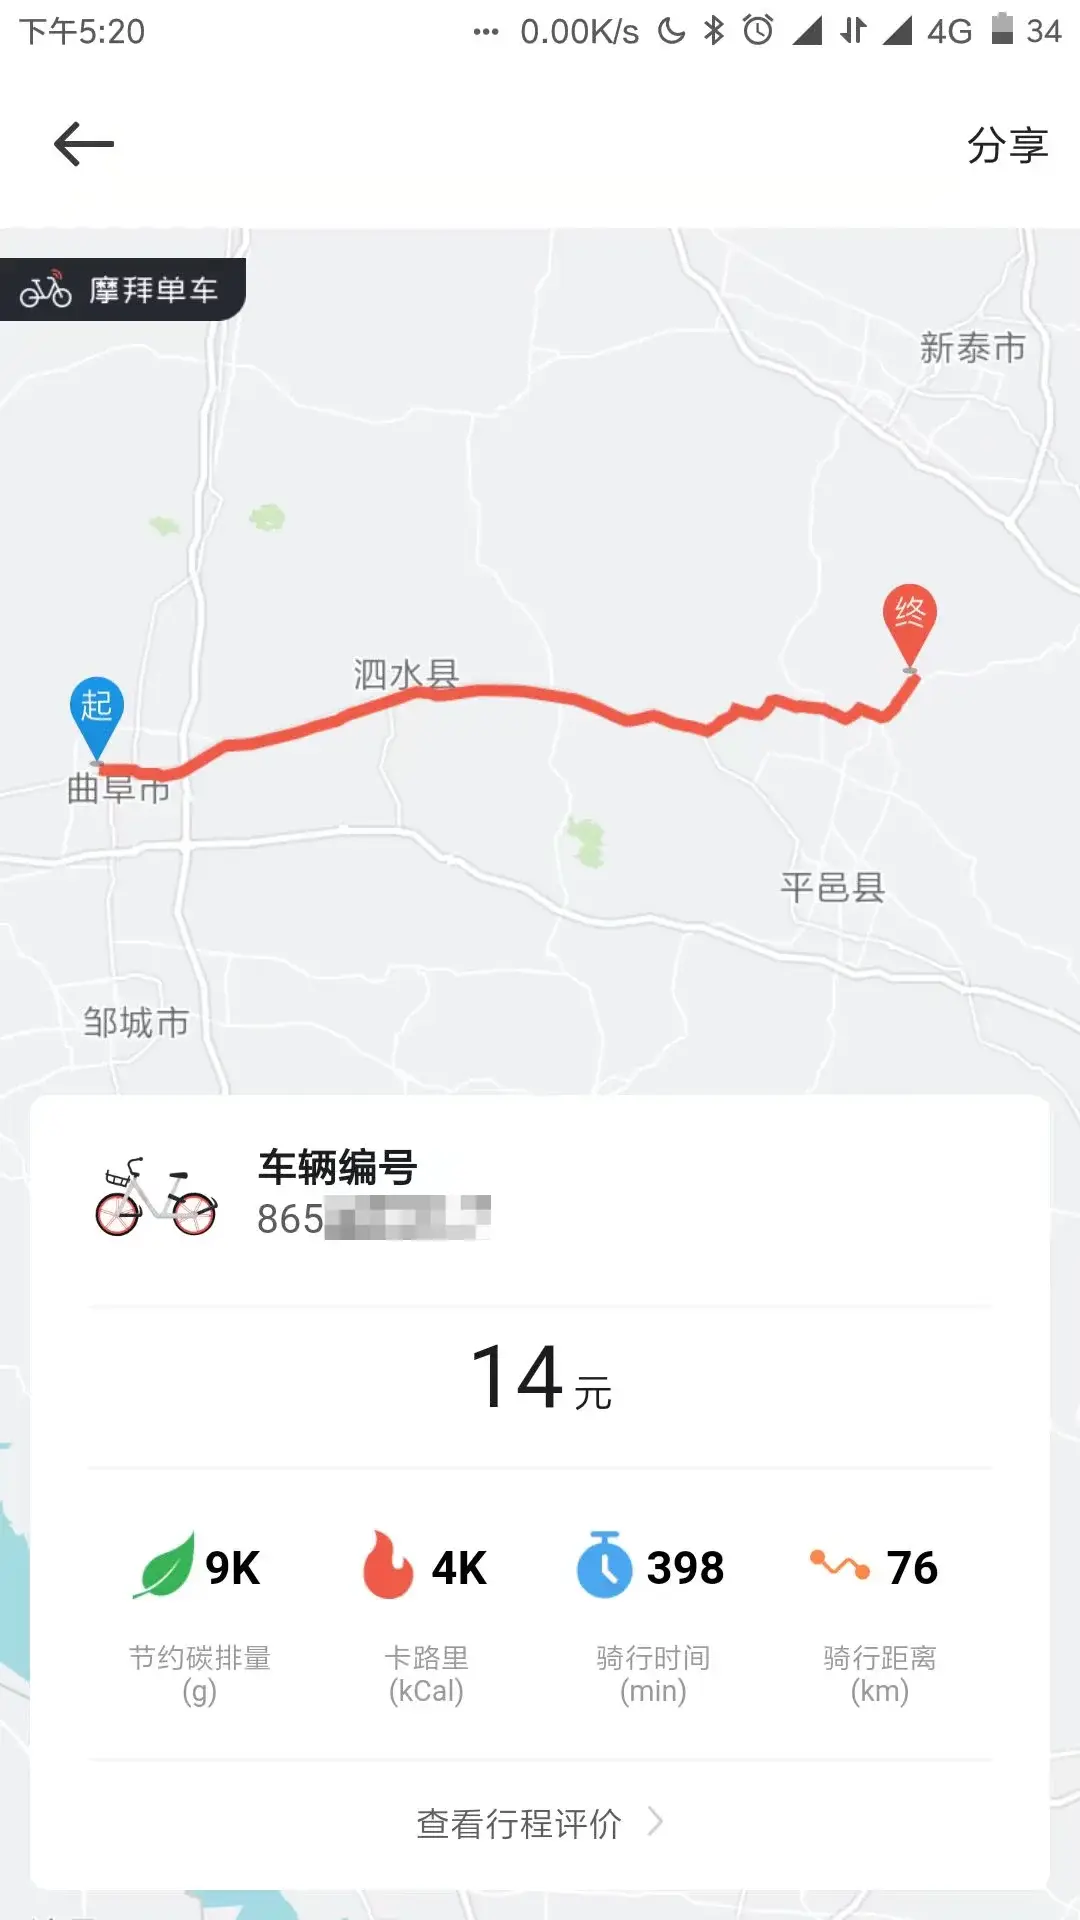 下午5:20
0.00K/s 4G 34
分享
摩拜单车
新泰市
终
泗水县
起
曲阜市
平邑县
邹城市
车辆编号
865
14元
9K 4K 398 76
节约碳排量 卡路里 骑行时间 骑行距离
(g) (kCal) (min) (km)
查看行程评价